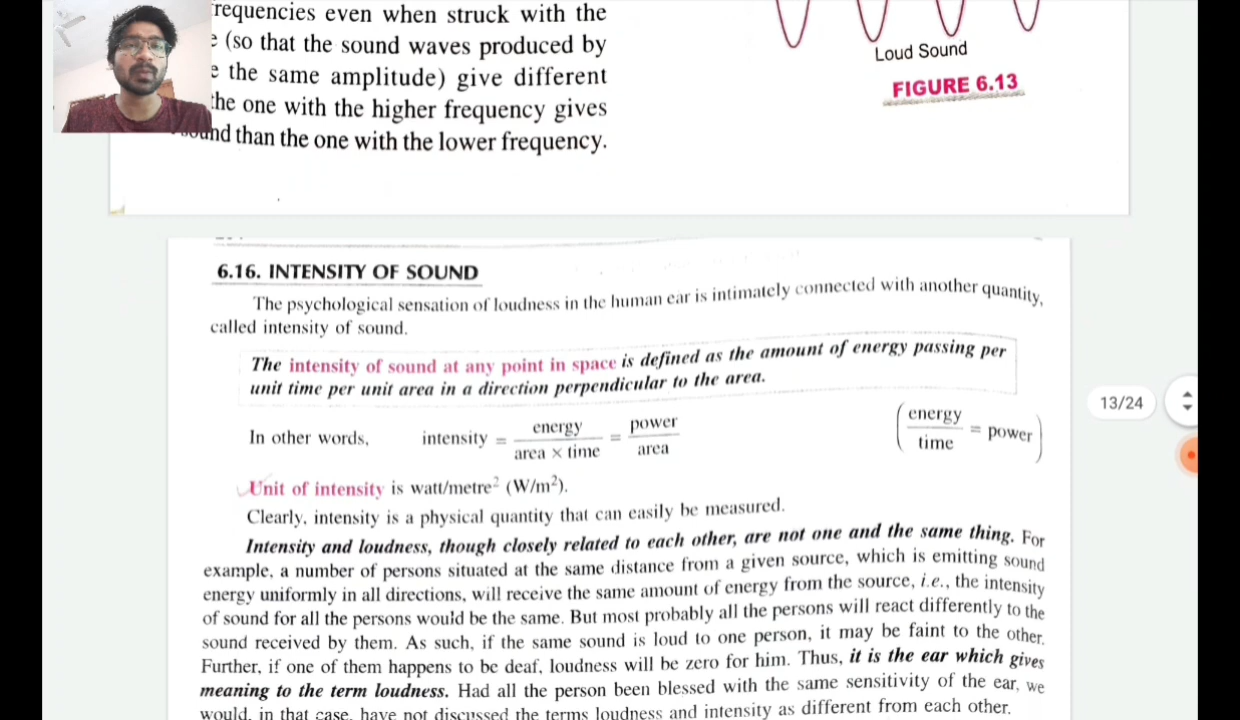 requencies even when struck with the
e (so that the sound waves produced by
e the same amplitude) give different
the one with the higher frequency gives
sound than the one with the lower frequency.
Loud Sound
FIGURE 6.13
6.16. INTENSITY OF SOUND
The psychological sensation of loudness in the human ear is intimately connected with another quantity,
called intensity of sound.
The intensity of sound at any point in space is defined as the amount of energy passing per
unit time per unit area in a direction perpendicular to the area.
In other words, intensity = energy / area × time = power / area (energy / time = power)
13/24
Unit of intensity is watt/metre² (W/m²).
Clearly, intensity is a physical quantity that can easily be measured.
Intensity and loudness, though closely related to each other, are not one and the same thing. For
example, a number of persons situated at the same distance from a given source, which is emitting sound
energy uniformly in all directions, will receive the same amount of energy from the source, i.e., the intensity
of sound for all the persons would be the same. But most probably all the persons will react differently to the
sound received by them. As such, if the same sound is loud to one person, it may be faint to the other.
Further, if one of them happens to be deaf, loudness will be zero for him. Thus, it is the ear which gives
meaning to the term loudness. Had all the person been blessed with the same sensitivity of the ear, we
would, in that case, have not discussed the terms loudness and intensity as different from each other.